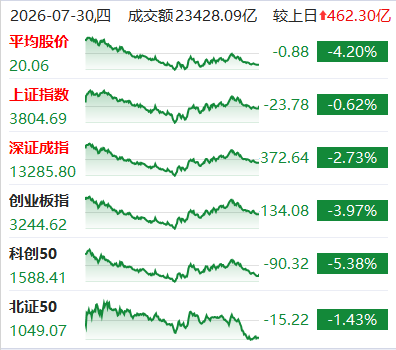 2026-07-30,四 成交额23428.09亿 较上日⬆462.30亿
平均股价 -0.88 -4.20%
20.06
上证指数 -23.78 -0.62%
3804.69
深证成指 372.64 -2.73%
13285.80
创业板指 134.08 -3.97%
3244.62
科创50 -90.32 -5.38%
1588.41
北证50 -15.22 -1.43%
1049.07